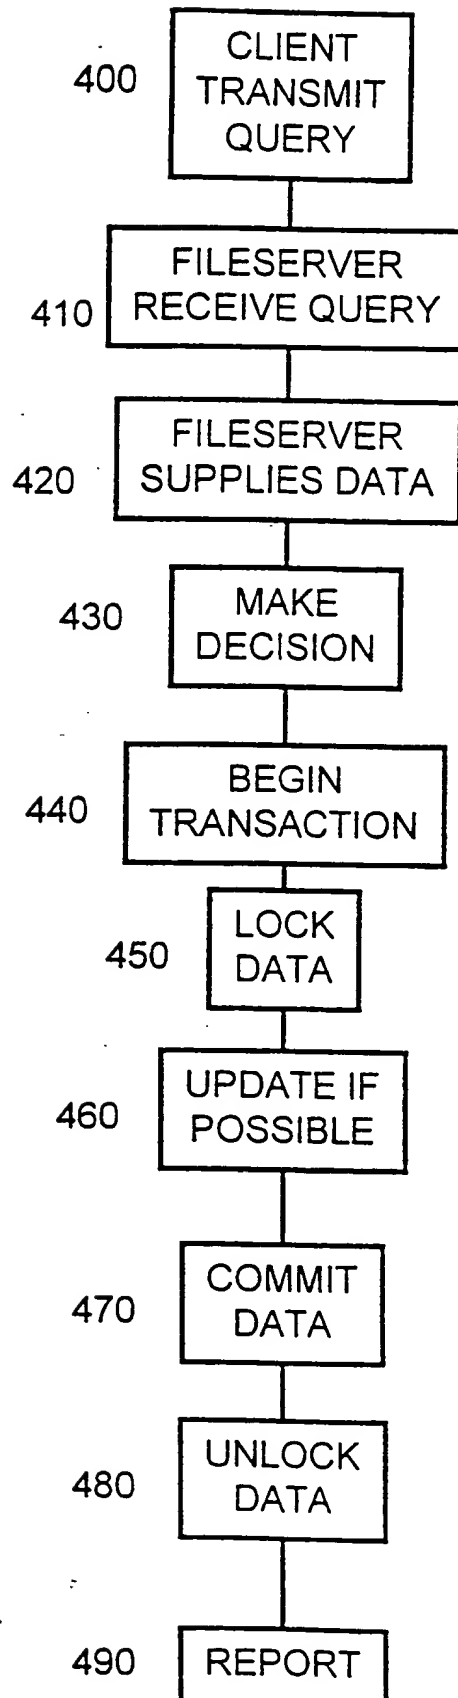 400
CLIENT
TRANSMIT
QUERY
410
FILESERVER
RECEIVE QUERY
420
FILESERVER
SUPPLIES DATA
430
MAKE
DECISION
440
BEGIN
TRANSACTION
450
LOCK
DATA
460
UPDATE IF
POSSIBLE
470
COMMIT
DATA
480
UNLOCK
DATA
490
REPORT